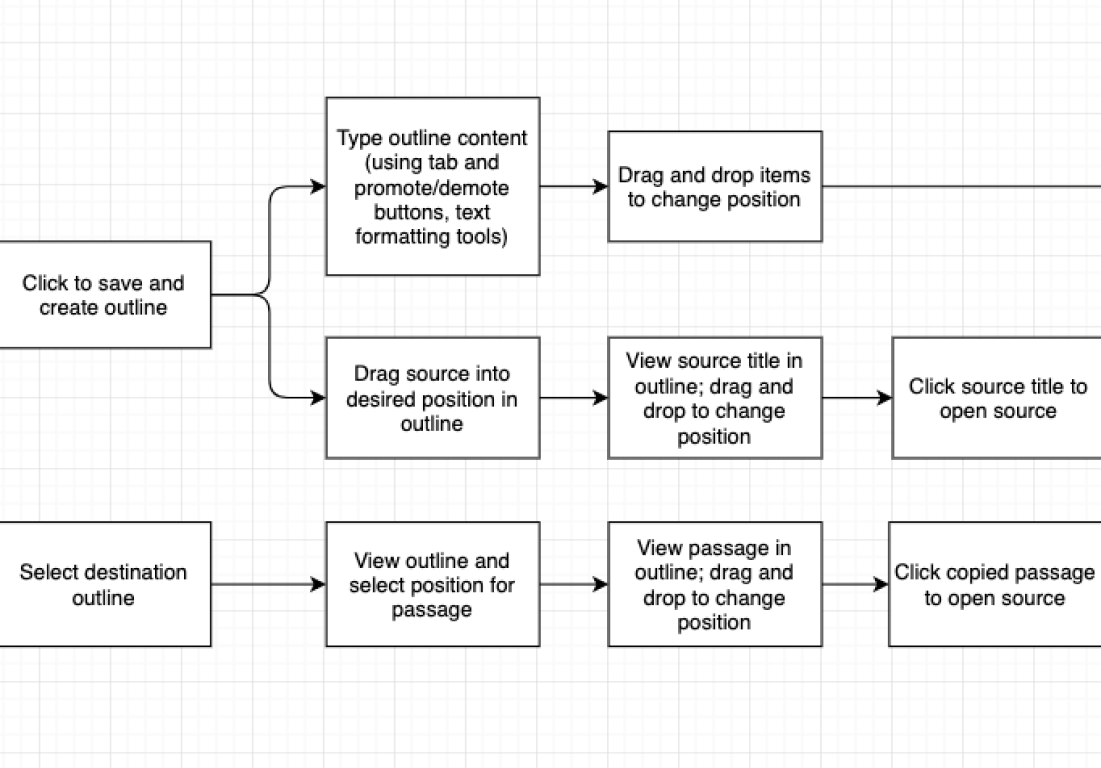 Type outline content
(using tab and
promote/demote
buttons, text
formatting tools)
Drag and drop items
to change position
Click to save and
create outline
Drag source into
desired position in
outline
View source title in
outline; drag and
drop to change
position
Click source title to
open source
Select destination
outline
View outline and
select position for
passage
View passage in
outline; drag and
drop to change
position
Click copied passage
to open source